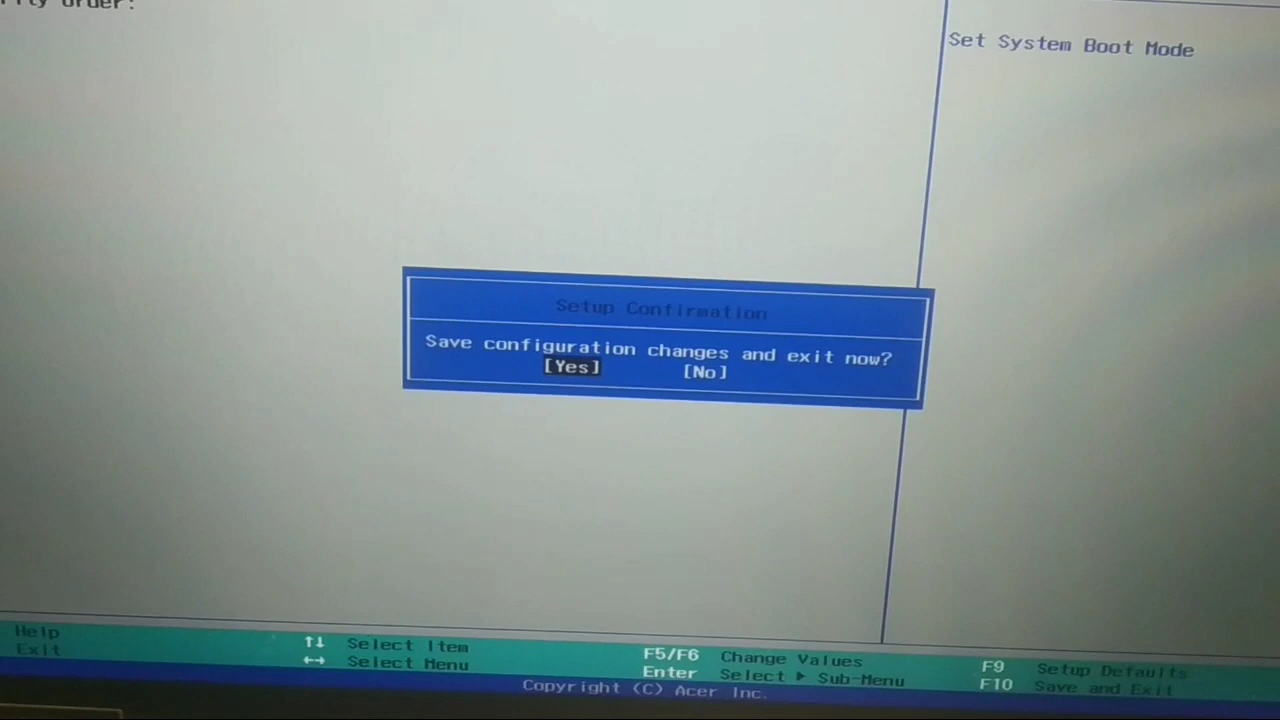 Order:
Set System Boot Mode
Setup Confirmation
Save configuration changes and exit now?
[Yes] [No]
Help ↑↓ Select Item F5/F6 Change Values F9 Setup Defaults
Exit ↔ Select Menu Enter Select ▶ Sub-Menu F10 Save and Exit
Copyright (C) Acer Inc.